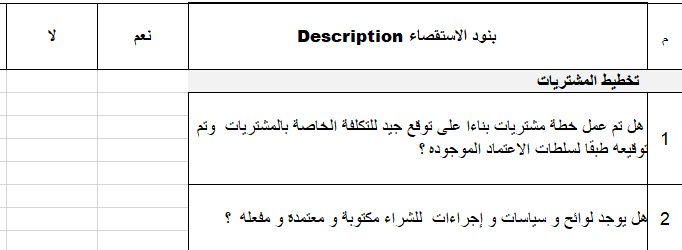 م بنود الاستقصاء Description نعم لا
تخطيط المشتريات
1 هل تم عمل خطة مشتريات بناءا على توقع جيد للتكلفة الخاصة بالمشتريات وتم
توقيعه طبقا لسلطات الاعتماد الموجوده ؟
2 هل يوجد لوائح و سياسات و إجراءات للشراء مكتوبة و معتمدة و مفعله ؟